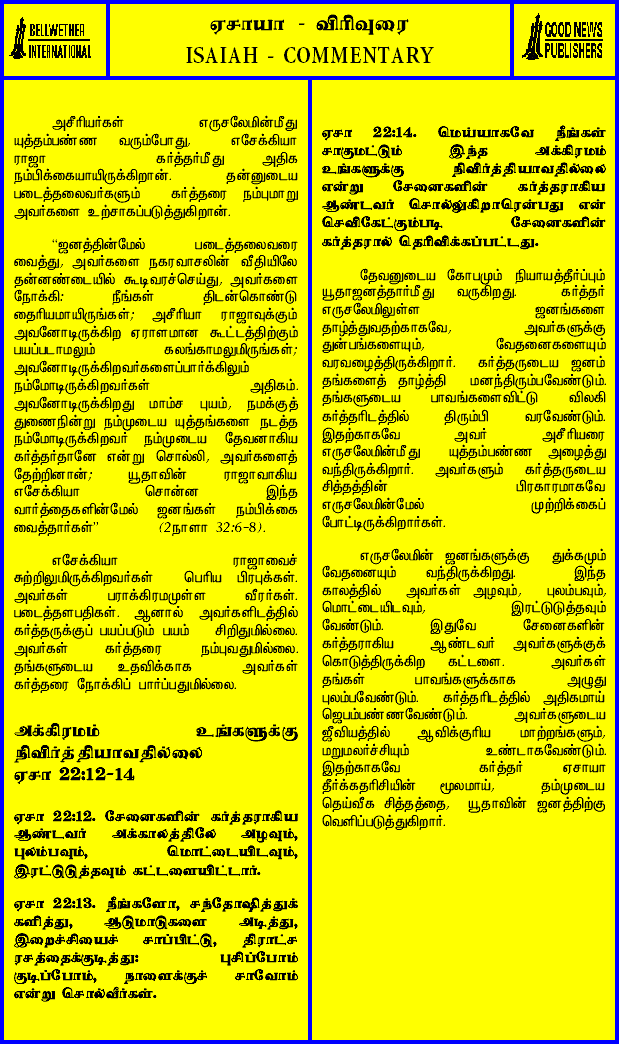 BELLWETHER
INTERNATIONAL
ஏசாயா - விரிவுரை
ISAIAH - COMMENTARY
GOOD NEWS
PUBLISHERS
அசீரியர்கள் எருசலேமின்மீது
யுத்தம்பண்ண வரும்போது, எசேக்கியா
ராஜா கர்த்தர்மீது அதிக
நம்பிக்கையாயிருக்கிறான். தன்னுடைய
படைத்தலைவர்களும் கர்த்தரை நம்புமாறு
அவர்களை உற்சாகப்படுத்துகிறான்.
“ஜனத்தின்மேல் படைத்தலைவரை
வைத்து, அவர்களை நகரவாசலின் வீதியிலே
தன்னண்டையில் கூடிவரச்செய்து, அவர்களை
நோக்கி: நீங்கள் திடன்கொண்டு
தைரியமாயிருங்கள்; அசீரியா ராஜாவுக்கும்
அவனோடிருக்கிற ஏராளமான கூட்டத்திற்கும்
பயப்படாமலும் கலங்காமலுமிருங்கள்;
அவனோடிருக்கிறவர்களைப்பார்க்கிலும்
நம்மோடிருக்கிறவர்கள் அதிகம்.
அவனோடிருக்கிறது மாம்ச புயம், நமக்குத்
துணைநின்று நம்முடைய யுத்தங்களை நடத்த
நம்மோடிருக்கிறவர் நம்முடைய தேவனாகிய
கர்த்தர்தானே என்று சொல்லி, அவர்களைத்
தேற்றினான்; யூதாவின் ராஜாவாகிய
எசேக்கியா சொன்ன இந்த
வார்த்தைகளின்மேல் ஜனங்கள் நம்பிக்கை
வைத்தார்கள்” (2நாளா 32:6-8).
எசேக்கியா ராஜாவைச்
சுற்றிலுமிருக்கிறவர்கள் பெரிய பிரபுக்கள்.
அவர்கள் பராக்கிரமமுள்ள வீரர்கள்.
படைத்தளபதிகள். ஆனால் அவர்களிடத்தில்
கர்த்தருக்குப் பயப்படும் பயம் சிறிதுமில்லை.
அவர்கள் கர்த்தரை நம்புவதுமில்லை.
தங்களுடைய உதவிக்காக அவர்கள்
கர்த்தரை நோக்கிப் பார்ப்பதுமில்லை.
அக்கிரமம் உங்களுக்கு
நிவிர்த்தியாவதில்லை
ஏசா 22:12-14
ஏசா 22:12. சேனைகளின் கர்த்தராகிய
ஆண்டவர் அக்காலத்திலே அழவும்,
புலம்பவும், மொட்டையிடவும்,
இரட்டுடுத்தவும் கட்டளையிட்டார்.
ஏசா 22:13. நீங்களோ, சந்தோஷித்துக்
களித்து, ஆடுமாடுகளை அடித்து,
இறைச்சியைச் சாப்பிட்டு, திராட்ச
ரசத்தைக்குடித்து: புசிப்போம்
குடிப்போம், நாளைக்குச் சாவோம்
என்று சொல்வீர்கள்.
ஏசா 22:14. மெய்யாகவே நீங்கள்
சாகுமட்டும் இந்த அக்கிரமம்
உங்களுக்கு நிவிர்த்தியாவதில்லை
என்று சேனைகளின் கர்த்தராகிய
ஆண்டவர் சொல்லுகிறாரென்பது என்
செவிகேட்கும்படி சேனைகளின்
கர்த்தரால் தெரிவிக்கப்பட்டது.
தேவனுடைய கோபமும் நியாயத்தீர்ப்பும்
யூதாஜனத்தார்மீது வருகிறது. கர்த்தர்
எருசலேமிலுள்ள ஜனங்களை
தாழ்த்துவதற்காகவே, அவர்களுக்கு
துன்பங்களையும், வேதனைகளையும்
வரவழைத்திருக்கிறார். கர்த்தருடைய ஜனம்
தங்களைத் தாழ்த்தி மனந்திரும்பவேண்டும்.
தங்களுடைய பாவங்களைவிட்டு விலகி
கர்த்தரிடத்தில் திரும்பி வரவேண்டும்.
இதற்காகவே அவர் அசீரியரை
எருசலேமின்மீது யுத்தம்பண்ண அழைத்து
வந்திருக்கிறார். அவர்களும் கர்த்தருடைய
சித்தத்தின் பிரகாரமாகவே
எருசலேமின்மேல் முற்றிக்கைப்
போட்டிருக்கிறார்கள்.
எருசலேமின் ஜனங்களுக்கு துக்கமும்
வேதனையும் வந்திருக்கிறது. இந்த
காலத்தில் அவர்கள் அழவும், புலம்பவும்,
மொட்டையிடவும், இரட்டுடுத்தவும்
வேண்டும். இதுவே சேனைகளின்
கர்த்தராகிய ஆண்டவர் அவர்களுக்குக்
கொடுத்திருக்கிற கட்டளை. அவர்கள்
தங்கள் பாவங்களுக்காக அழுது
புலம்பவேண்டும். கர்த்தரிடத்தில் அதிகமாய்
ஜெபம்பண்ணவேண்டும். அவர்களுடைய
ஜீவியத்தில் ஆவிக்குரிய மாற்றங்களும்,
மறுமலர்ச்சியும் உண்டாகவேண்டும்.
இதற்காகவே கர்த்தர் ஏசாயா
தீர்க்கதரிசியின் மூலமாய், தம்முடைய
தெய்வீக சித்தத்தை, யூதாவின் ஜனத்திற்கு
வெளிப்படுத்துகிறார்.